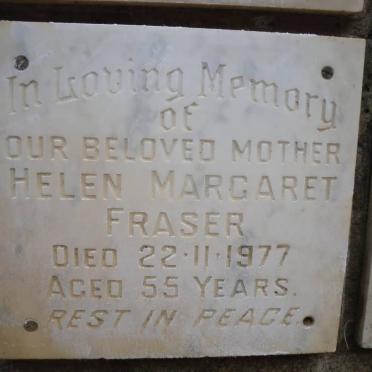 In Loving Memory
of
OUR BELOVED MOTHER
HELEN MARGARET
FRASER
DIED 22·11·1977
AGED 55 YEARS.
REST IN PEACE.